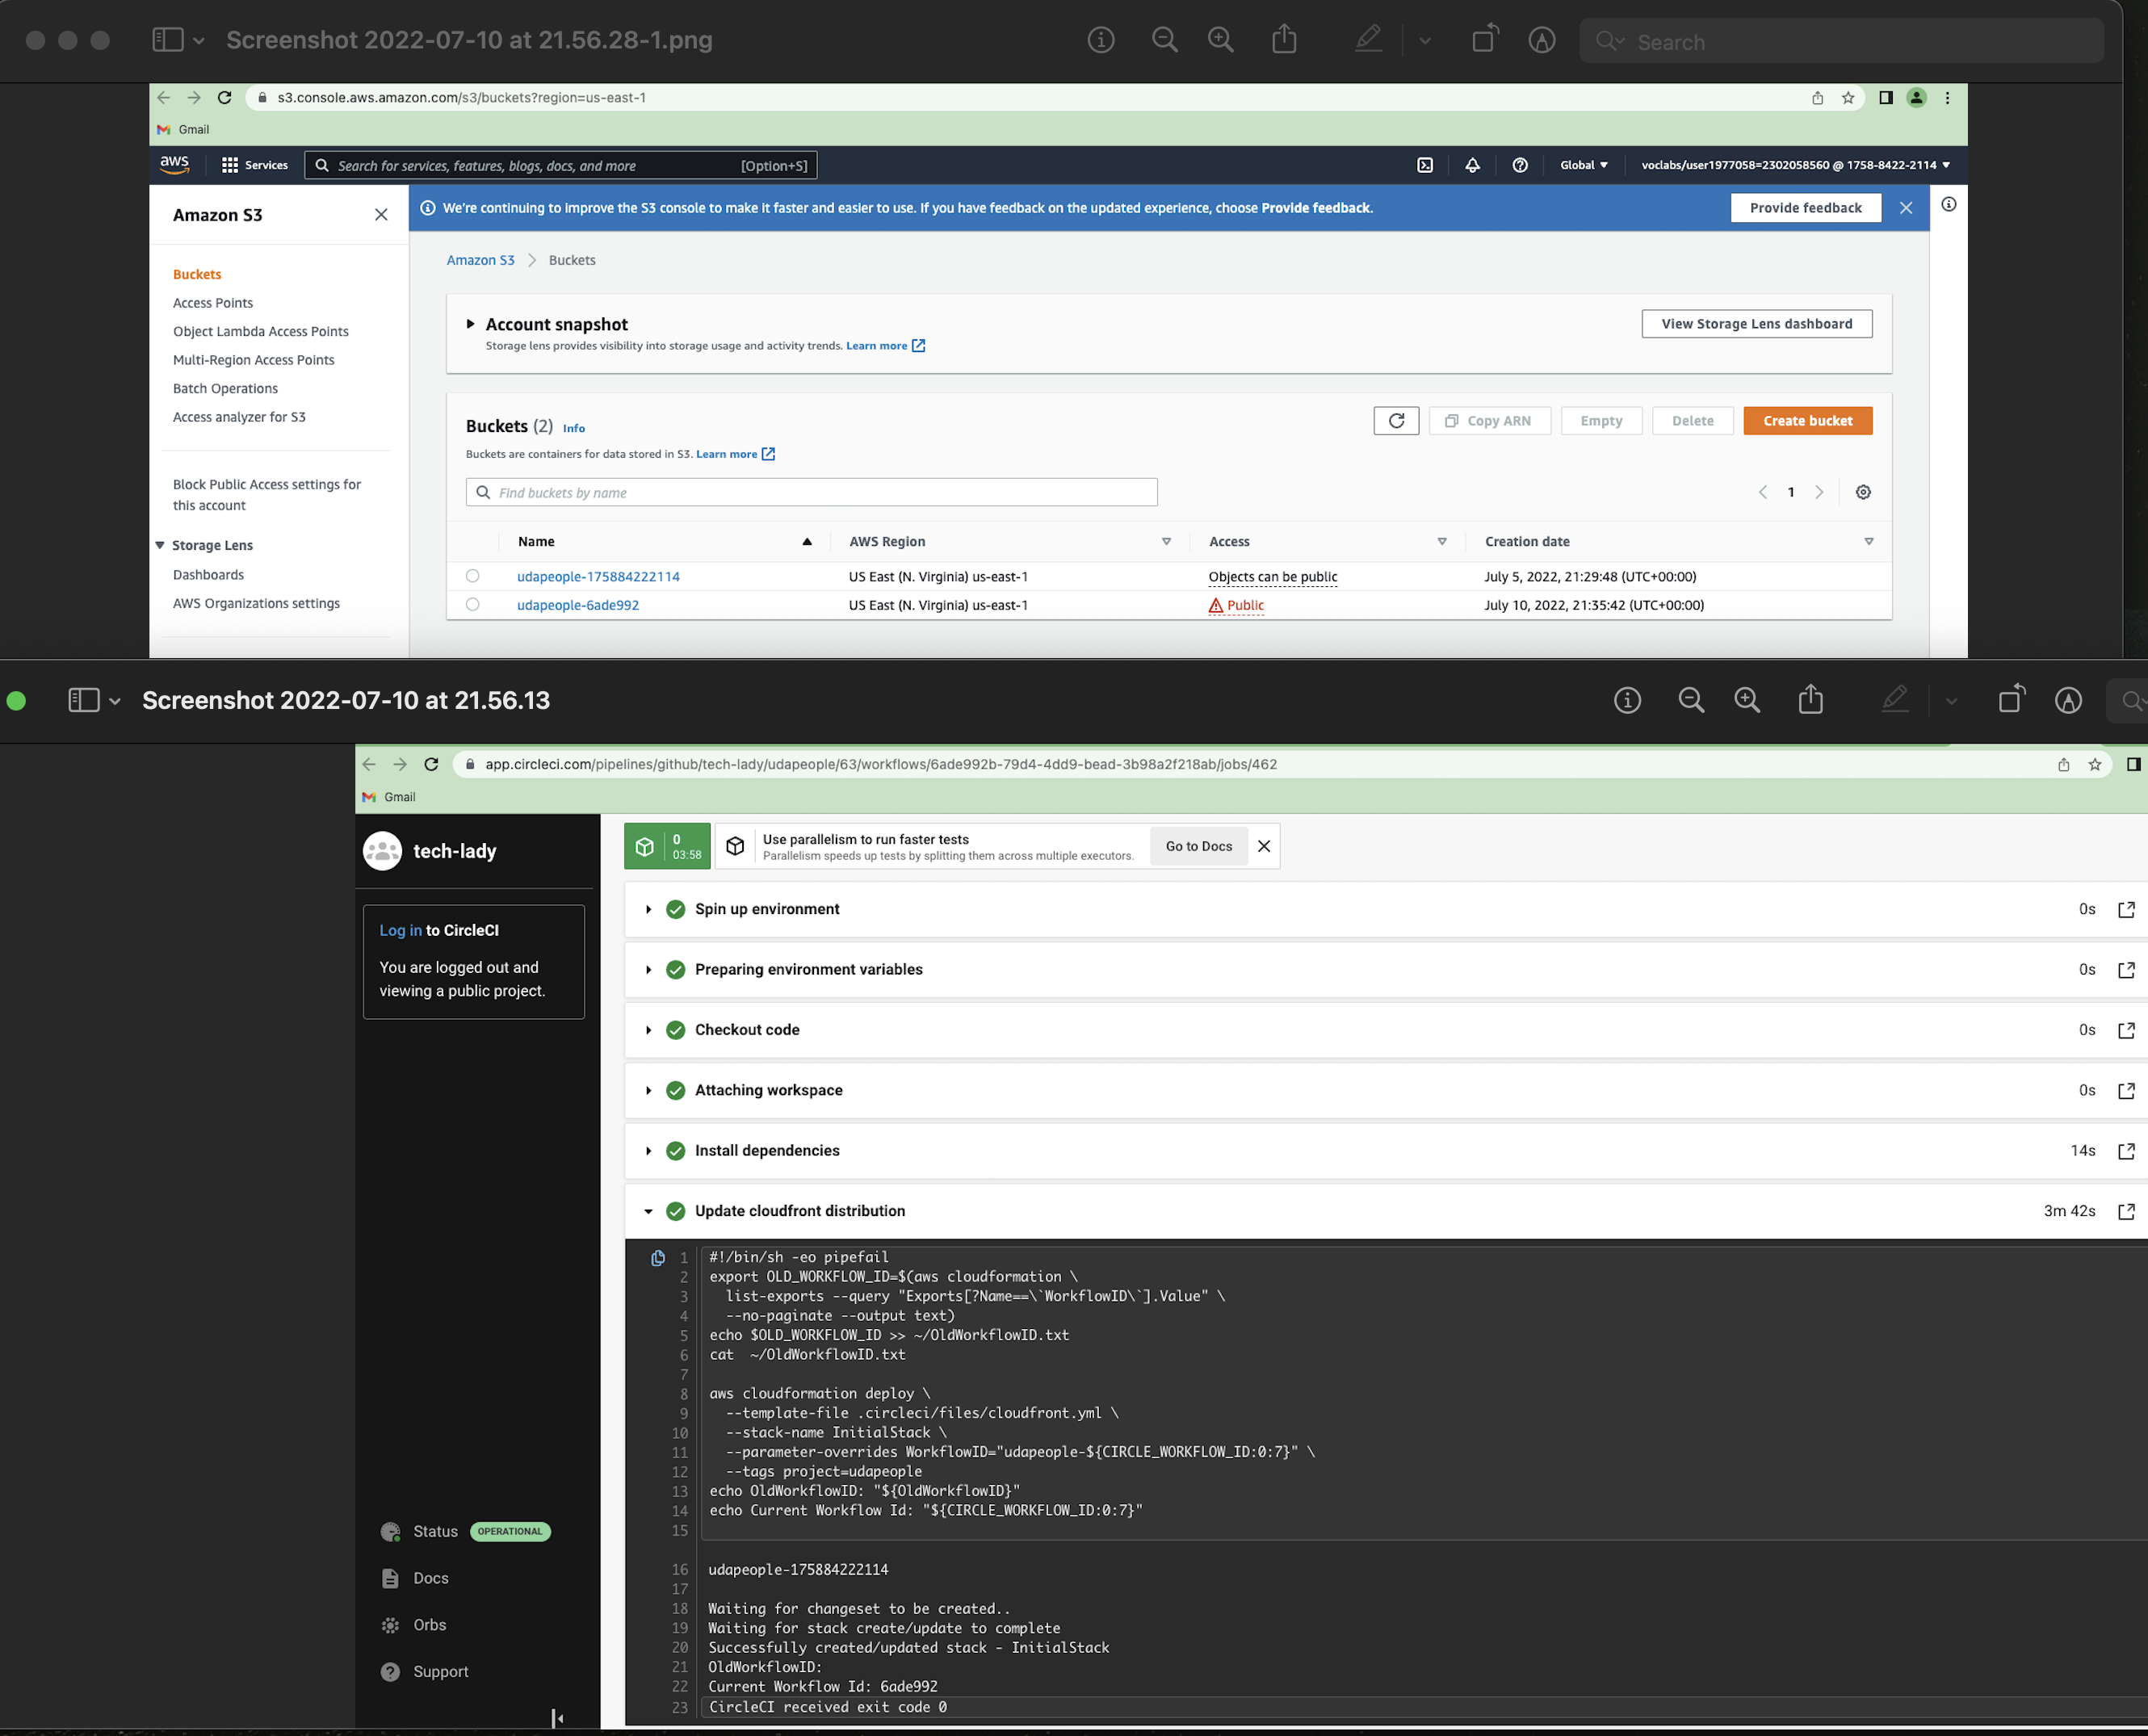 Screenshot 2022-07-10 at 21.56.28-1.png
Search
s3.console.aws.amazon.com/s3/buckets?region=us-east-1
Gmail
aws
Services
Search for services, features, blogs, docs, and more
[Option+S]
Global
voclabs/user1977058=2302058560 @ 1758-8422-2114
Amazon S3
We're continuing to improve the S3 console to make it faster and easier to use. If you have feedback on the updated experience, choose Provide feedback.
Provide feedback
Buckets
Access Points
Object Lambda Access Points
Multi-Region Access Points
Batch Operations
Access analyzer for S3
Block Public Access settings for
this account
Storage Lens
Dashboards
AWS Organizations settings
Amazon S3 > Buckets
Account snapshot
Storage lens provides visibility into storage usage and activity trends. Learn more
View Storage Lens dashboard
Buckets (2) Info
Buckets are containers for data stored in S3. Learn more
Copy ARN
Empty
Delete
Create bucket
Find buckets by name
1
Name AWS Region Access Creation date
udapeople-175884222114 US East (N. Virginia) us-east-1 Objects can be public July 5, 2022, 21:29:48 (UTC+00:00)
udapeople-6ade992 US East (N. Virginia) us-east-1 Public July 10, 2022, 21:35:42 (UTC+00:00)
Screenshot 2022-07-10 at 21.56.13
app.circleci.com/pipelines/github/tech-lady/udapeople/63/workflows/6ade992b-79d4-4dd9-bead-3b98a2f218ab/jobs/462
Gmail
tech-lady
Log in to CircleCI
You are logged out and
viewing a public project.
Status OPERATIONAL
Docs
Orbs
Support
0
03:58
Use parallelism to run faster tests
Parallelism speeds up tests by splitting them across multiple executors.
Go to Docs
Spin up environment 0s
Preparing environment variables 0s
Checkout code 0s
Attaching workspace 0s
Install dependencies 14s
Update cloudfront distribution 3m 42s
1 #!/bin/sh -eo pipefail
2 export OLD_WORKFLOW_ID=$(aws cloudformation \
3 list-exports --query "Exports[?Name==\`WorkflowID\`].Value" \
4 --no-paginate --output text)
5 echo $OLD_WORKFLOW_ID >> ~/OldWorkflowID.txt
6 cat ~/OldWorkflowID.txt
7
8 aws cloudformation deploy \
9 --template-file .circleci/files/cloudfront.yml \
10 --stack-name InitialStack \
11 --parameter-overrides WorkflowID="udapeople-${CIRCLE_WORKFLOW_ID:0:7}" \
12 --tags project=udapeople
13 echo OldWorkflowID: "${OldWorkflowID}"
14 echo Current Workflow Id: "${CIRCLE_WORKFLOW_ID:0:7}"
15
16 udapeople-175884222114
17
18 Waiting for changeset to be created..
19 Waiting for stack create/update to complete
20 Successfully created/updated stack - InitialStack
21 OldWorkflowID:
22 Current Workflow Id: 6ade992
23 CircleCI received exit code 0